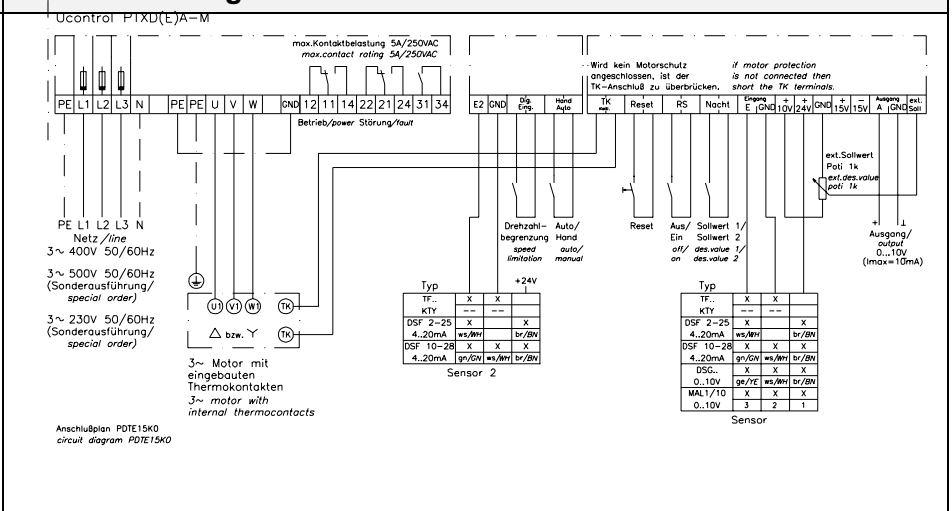 Ucontrol PTXD(E)A-M
max.Kontaktbelastung 5A/250VAC
max.contact rating 5A/250VAC
Wird kein Motorschutz
angeschlossen, ist der
TK-Anschluß zu überbrücken.
if motor protection
is not connected then
short the TK terminals.
PE L1 L2 L3 N PE PE U V W GND 12 11 14 22 21 24 31 34
E2 GND Dig. Eing. Hand Auto
TK Reset RS Nacht Eingang E GND + 10V + 24V GND + 15V − 15V Ausgang A GND ext. Soll
Betrieb/power Störung/fault
ext.Sollwert
Poti 1k
ext.des.value
poti 1k
PE L1 L2 L3 N
Netz/line
3~ 400V 50/60Hz
3~ 500V 50/60Hz
(Sonderausführung/
special order)
3~ 230V 50/60Hz
(Sonderausführung/
special order)
U1 V1 W1 TK
△ bzw. Y TK
3~ Motor mit
eingebauten
Thermokontakten
3~ motor with
internal thermocontacts
Drehzahl-
begrenzung
speed
limitation
Auto/
Hand
auto/
manual
Reset
Aus/
Ein
off/
on
Sollwert 1/
Sollwert 2
des.value 1/
des.value 2
+ ⊥
Ausgang/
output
0...10V
(Imax=10mA)
+24V
Typ
TF.. X X
KTY -- --
DSF 2-25 X X
4..20mA ws/WH br/BN
DSF 10-28 X X X
4..20mA gn/GN ws/WH br/BN
Sensor 2
Typ
TF.. X X
KTY -- --
DSF 2-25 X X
4..20mA ws/WH br/BN
DSF 10-28 X X X
4..20mA gn/GN ws/WH br/BN
DSG.. X X X
0..10V ge/YE ws/WH br/BN
MAL1/10 X X X
0..10V 3 2 1
Sensor
Anschlußplan PDTE15K0
circuit diagram PDTE15K0